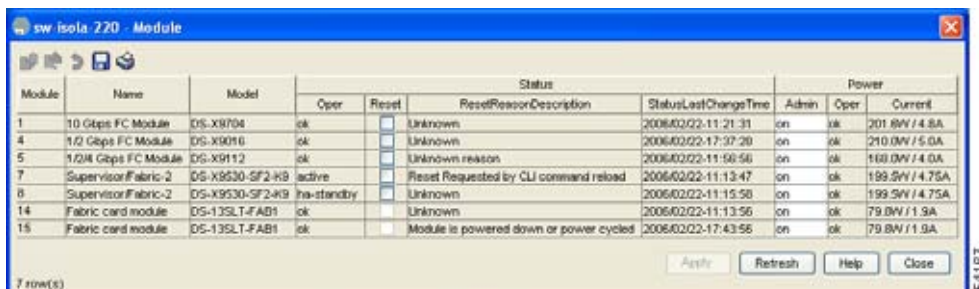 sw-isola-220 - Module
Module Name Model Status Power
Oper Reset ResetReasonDescription StatusLastChangeTime Admin Oper Current
1 10 Gbps FC Module DS-X9704 ok Unknown 2006/02/22-11:21:31 on ok 201.6W / 4.8A
4 1/2 Gbps FC Module DS-X9016 ok Unknown 2006/02/22-17:37:20 on ok 210.0W / 5.0A
5 1/2/4 Gbps FC Module DS-X9112 ok Unknown reason 2006/02/22-11:56:56 on ok 168.0W / 4.0A
7 Supervisor/Fabric-2 DS-X9530-SF2-K9 active Reset Requested by CLI command reload 2006/02/22-11:13:47 on ok 199.5W / 4.75A
8 Supervisor/Fabric-2 DS-X9530-SF2-K9 ha-standby Unknown 2006/02/22-11:15:58 on ok 199.5W / 4.75A
14 Fabric card module DS-13SLT-FAB1 ok Unknown 2006/02/22-11:13:56 on ok 79.8W / 1.9A
15 Fabric card module DS-13SLT-FAB1 ok Module is powered down or power cycled 2006/02/22-17:43:56 on ok 79.8W / 1.9A
Apply Refresh Help Close
7 row(s)